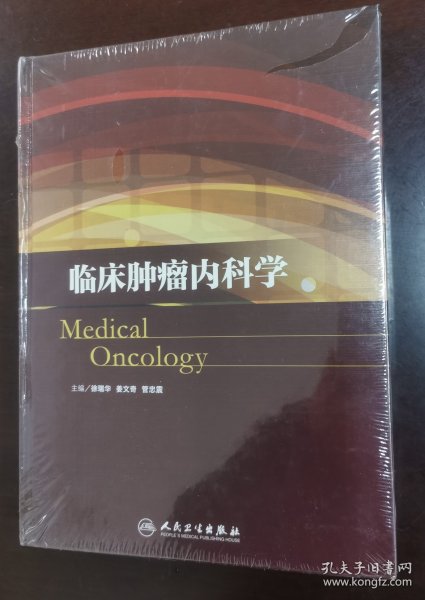 临床肿瘤内科学
Medical
Oncology
主编/徐瑞华 姜文奇 管忠震
人民卫生出版社
PEOPLE'S MEDICAL PUBLISHING HOUSE
孔夫子旧书网
www.kongfz.com